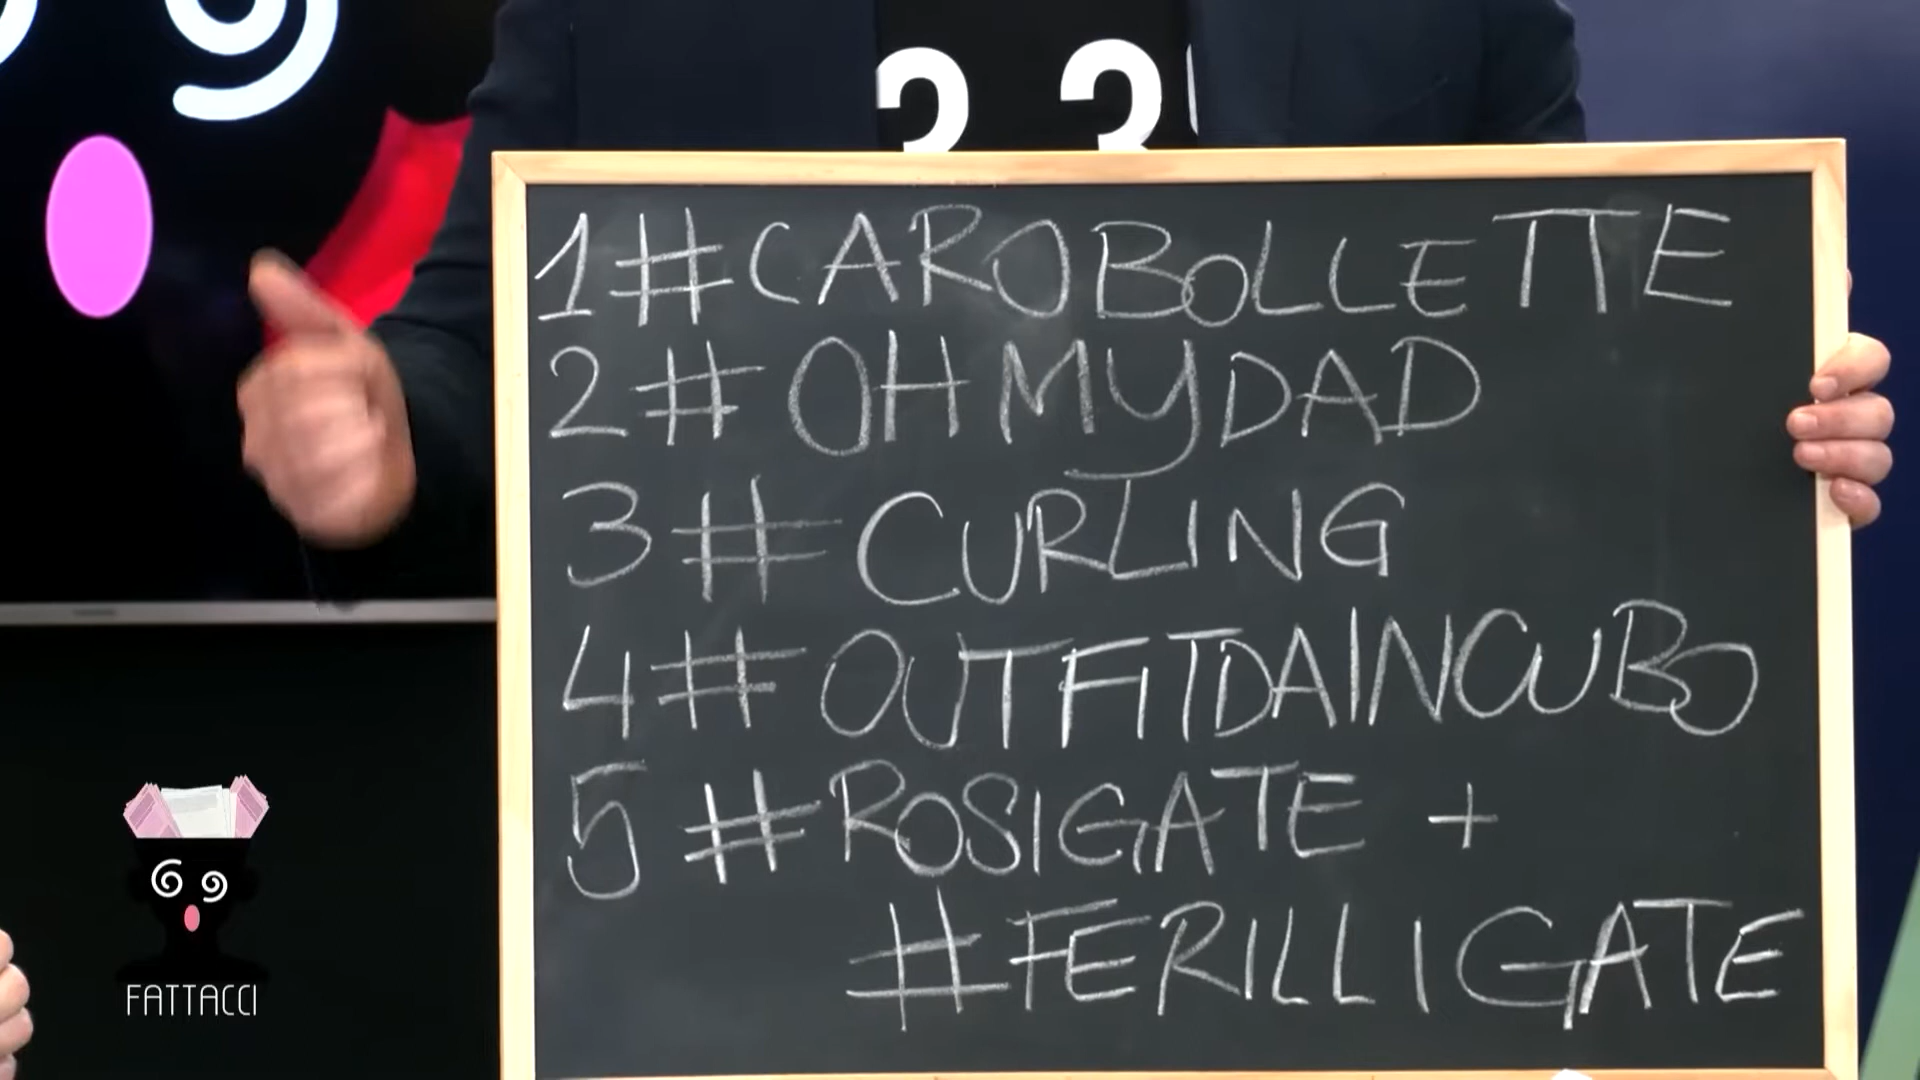 1 #CAROBOLLETTE
2 # OHMYDAD
3 # CURLING
4 # OUTFITDAINCUBO
5 #ROSIGATE +
#FERILLIGATE
FATTACCI